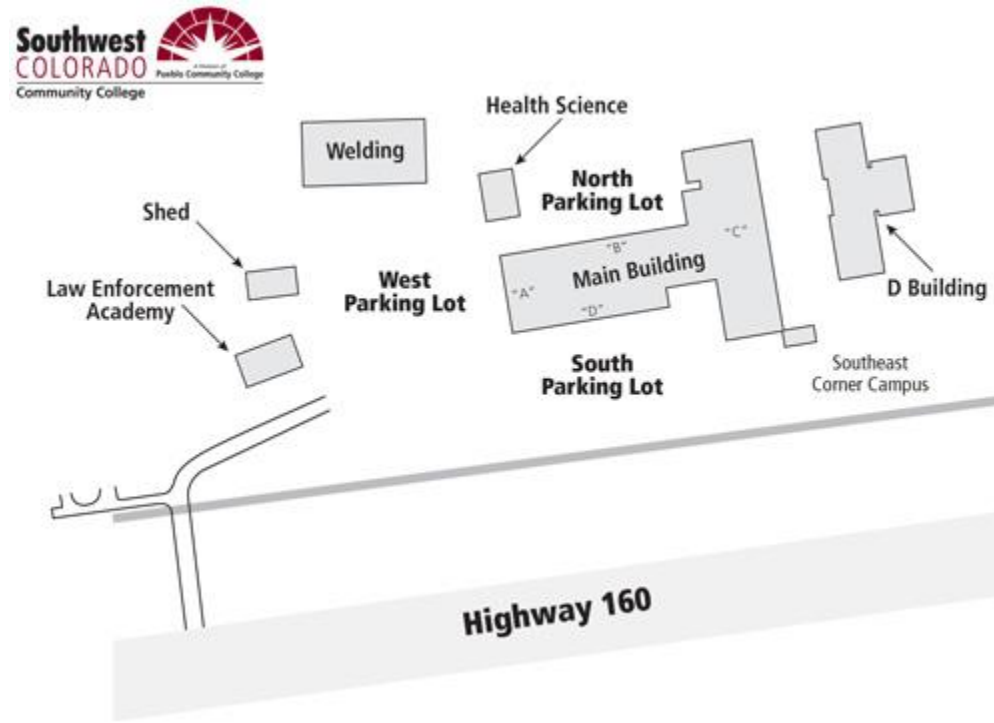 Southwest
COLORADO
Community College
A Division of
Pueblo Community College
Health Science
Welding
North
Parking Lot
Shed
"B"
"C"
Main Building
West
Parking Lot
"A"
"D"
Law Enforcement
Academy
D Building
South
Parking Lot
Southeast
Corner Campus
Highway 160